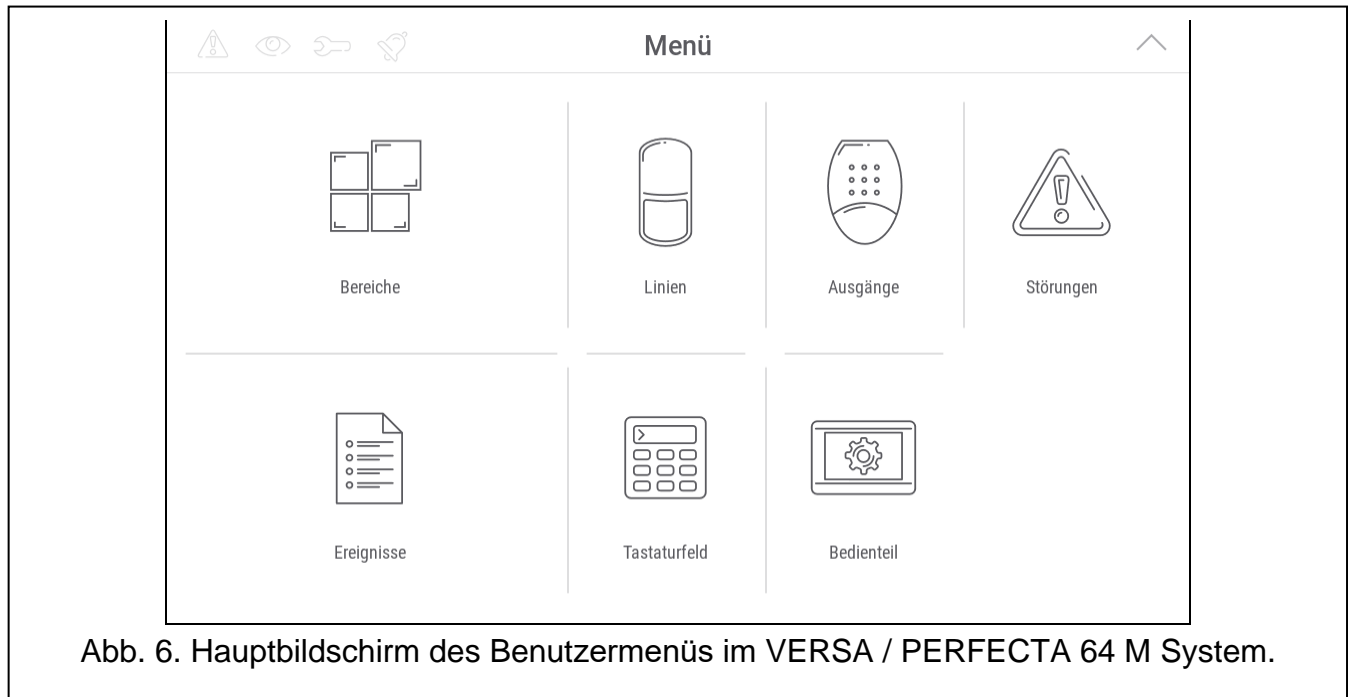 Menü
Bereiche
Linien
Ausgänge
Störungen
Ereignisse
Tastaturfeld
Bedienteil
Abb. 6. Hauptbildschirm des Benutzermenüs im VERSA / PERFECTA 64 M System.